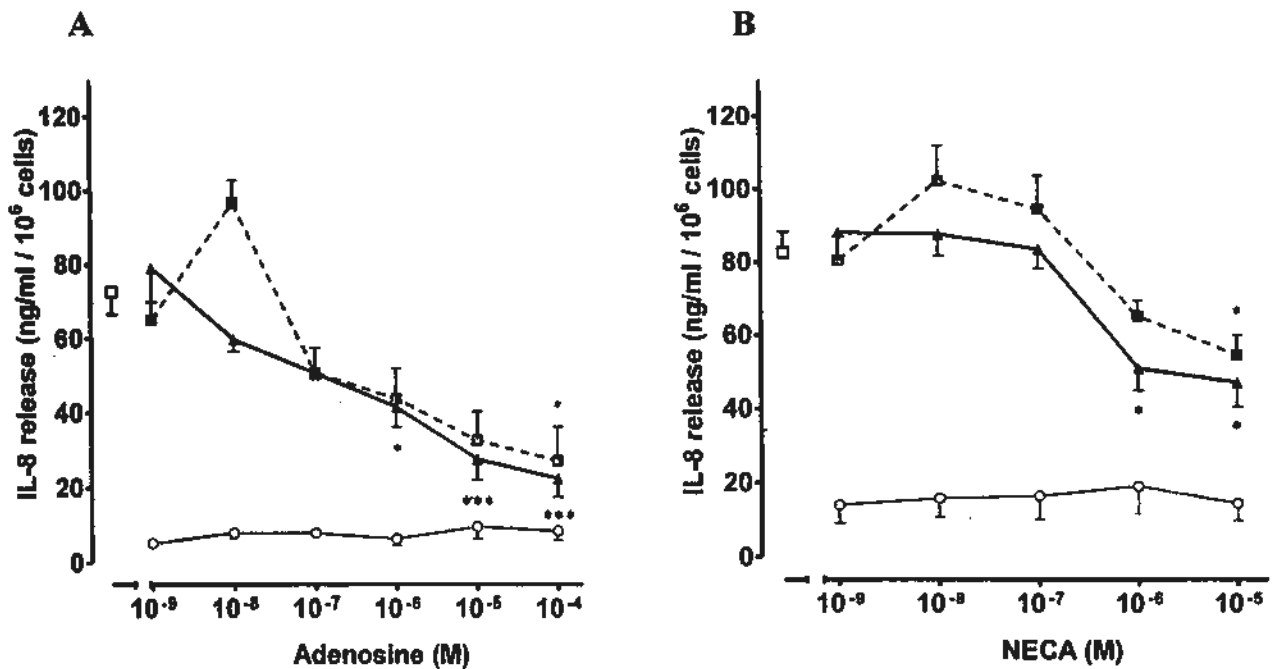 A
IL-8 release (ng/ml / 10⁶ cells)
120
100
80
60
40
20
0
*
*
***
***
10⁻⁹ 10⁻⁸ 10⁻⁷ 10⁻⁶ 10⁻⁵ 10⁻⁴
Adenosine (M)
B
IL-8 release (ng/ml / 10⁶ cells)
120
100
80
60
40
20
0
*
*
*
10⁻⁹ 10⁻⁸ 10⁻⁷ 10⁻⁶ 10⁻⁵
NECA (M)